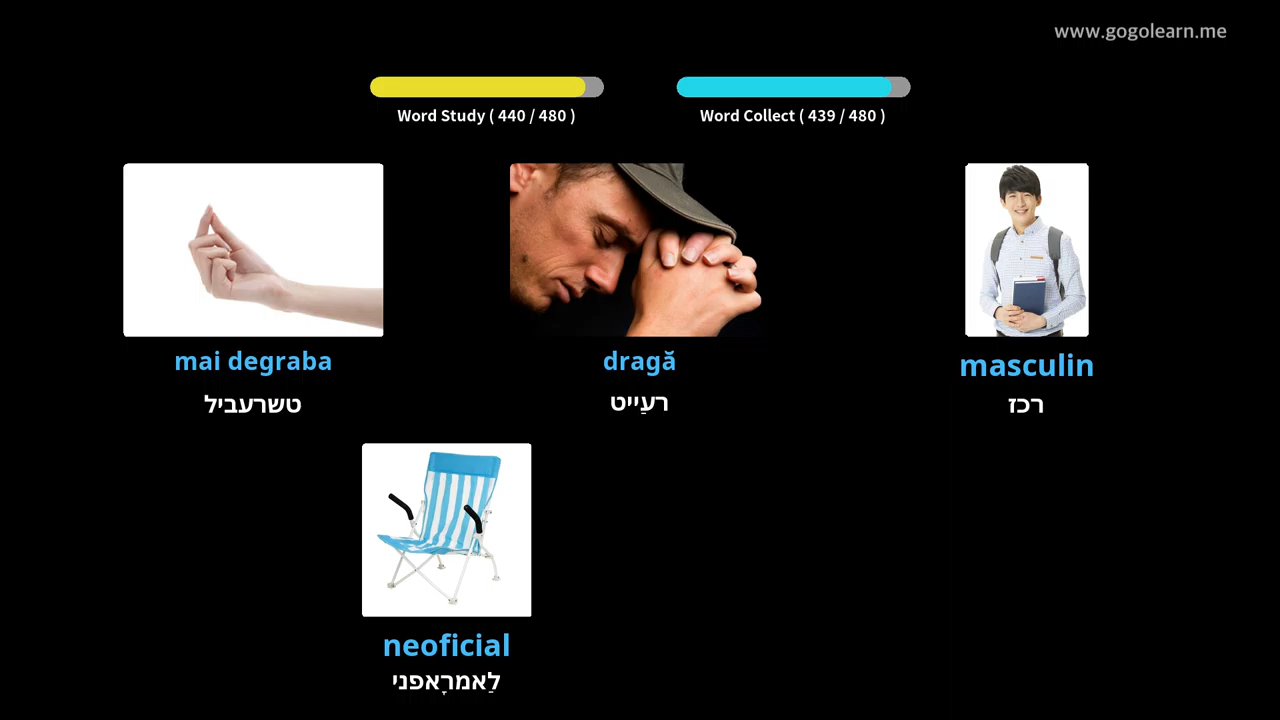 www.gogolearn.me
Word Study ( 440 / 480 )
Word Collect ( 439 / 480 )
mai degraba
dragă
masculin
טשרעביל
רעַייט
רכז
neoficial
לַאמרָאפני